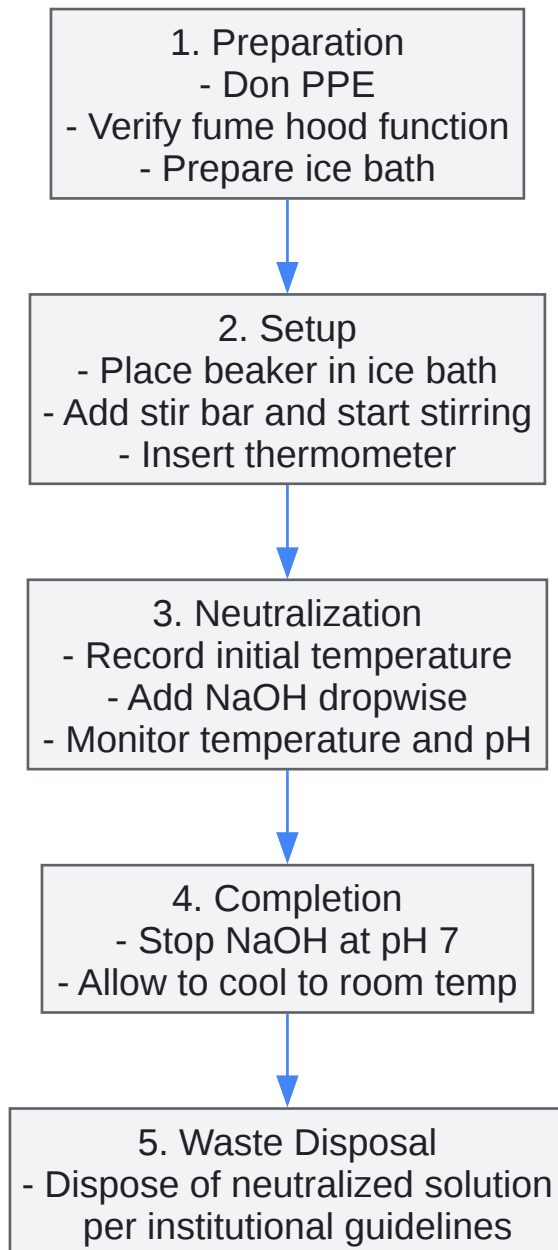 1. Preparation
- Don PPE
- Verify fume hood function
- Prepare ice bath
2. Setup
- Place beaker in ice bath
- Add stir bar and start stirring
- Insert thermometer
3. Neutralization
- Record initial temperature
- Add NaOH dropwise
- Monitor temperature and pH
4. Completion
- Stop NaOH at pH 7
- Allow to cool to room temp
5. Waste Disposal
- Dispose of neutralized solution
per institutional guidelines